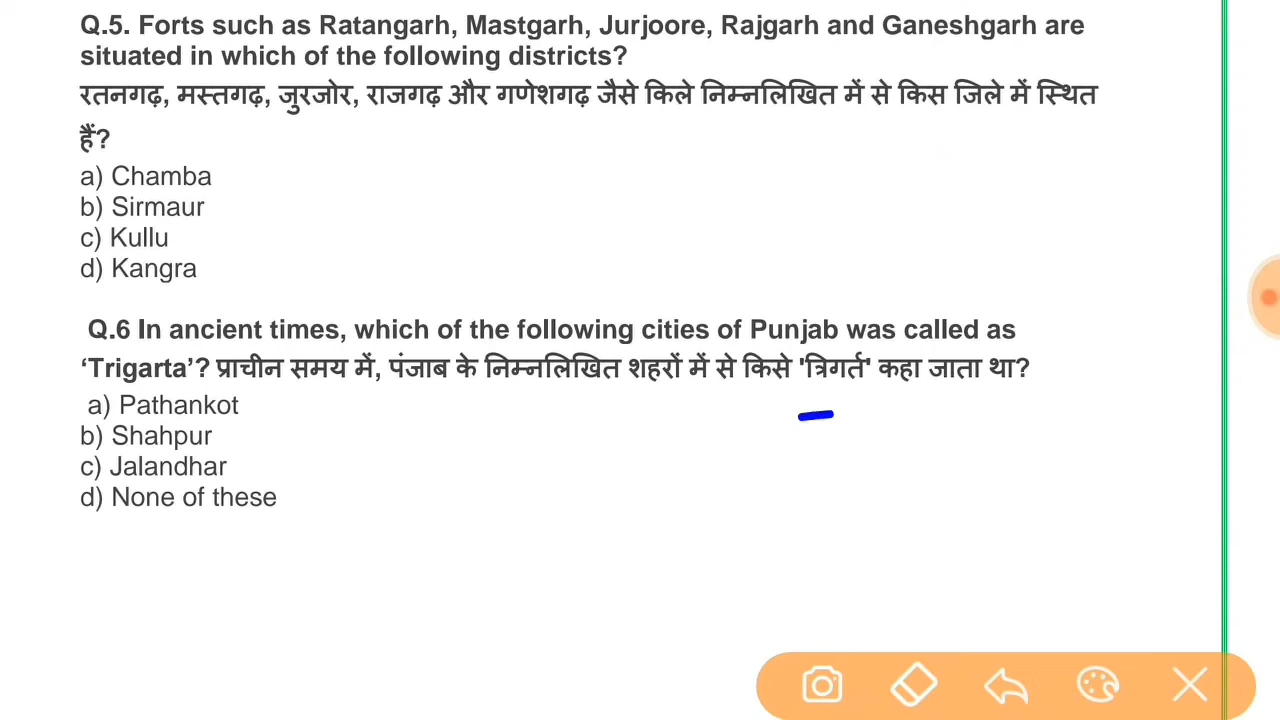 Q.5. Forts such as Ratangarh, Mastgarh, Jurjoore, Rajgarh and Ganeshgarh are
situated in which of the following districts?
रतनगढ़, मस्तगढ़, जुरजोर, राजगढ़ और गणेशगढ़ जैसे किले निम्नलिखित में से किस जिले में स्थित
हैं?
a) Chamba
b) Sirmaur
c) Kullu
d) Kangra
Q.6 In ancient times, which of the following cities of Punjab was called as
‘Trigarta’? प्राचीन समय में, पंजाब के निम्नलिखित शहरों में से किसे 'त्रिगर्त' कहा जाता था?
a) Pathankot
b) Shahpur
c) Jalandhar
d) None of these